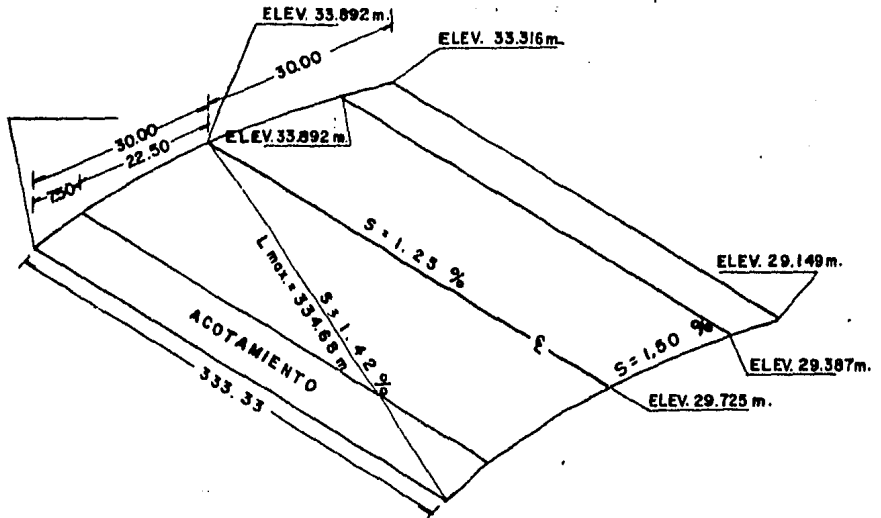 ELEV. 33.892 m.
ELEV. 33.316 m.
30.00
30.00
22.50
7.50
ELEV. 33.892 m.
S = 1.25 %
L max. = 334.68 m.
S = 1.42 %
ELEV. 29.149 m.
ACOTAMIENTO
333.33
S = 1,50 %
ELEV. 29.387 m.
ELEV. 29.725 m.